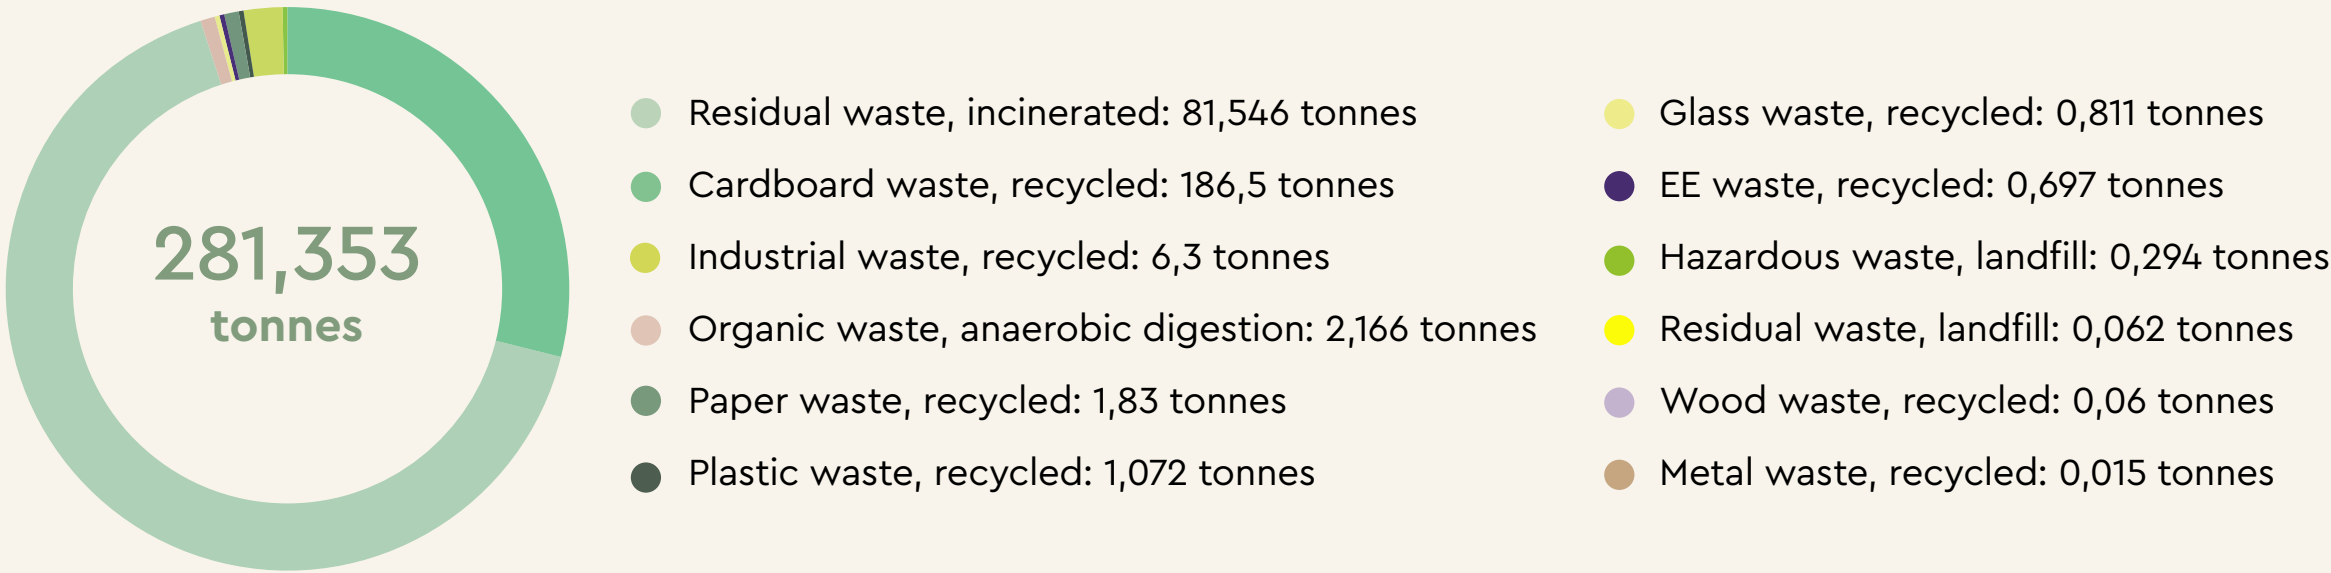 281,353
tonnes
Residual waste, incinerated: 81,546 tonnes
Cardboard waste, recycled: 186,5 tonnes
Industrial waste, recycled: 6,3 tonnes
Organic waste, anaerobic digestion: 2,166 tonnes
Paper waste, recycled: 1,83 tonnes
Plastic waste, recycled: 1,072 tonnes
Glass waste, recycled: 0,811 tonnes
EE waste, recycled: 0,697 tonnes
Hazardous waste, landfill: 0,294 tonnes
Residual waste, landfill: 0,062 tonnes
Wood waste, recycled: 0,06 tonnes
Metal waste, recycled: 0,015 tonnes